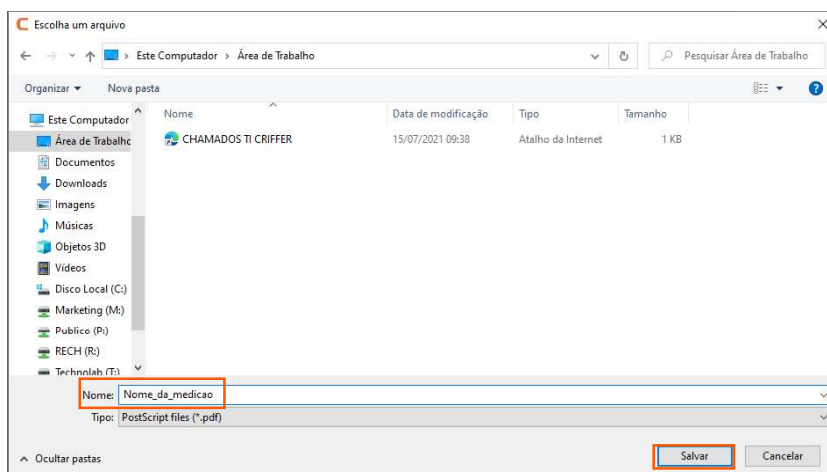 Escolha um arquivo
Este Computador > Área de Trabalho
Pesquisar Área de Trabalho
Organizar
Nova pasta
Nome
Data de modificação
Tipo
Tamanho
CHAMADOS TI CRIFFER
15/07/2021 09:38
Atalho da Internet
1 KB
Este Computador
Área de Trabalho
Documentos
Downloads
Imagens
Músicas
Objetos 3D
Vídeos
Disco Local (C:)
Marketing (M:)
Publico (P:)
RECH (R:)
Technolab (T:)
Nome: Nome_da_medicao
Tipo: PostScript files (*.pdf)
Ocultar pastas
Salvar
Cancelar